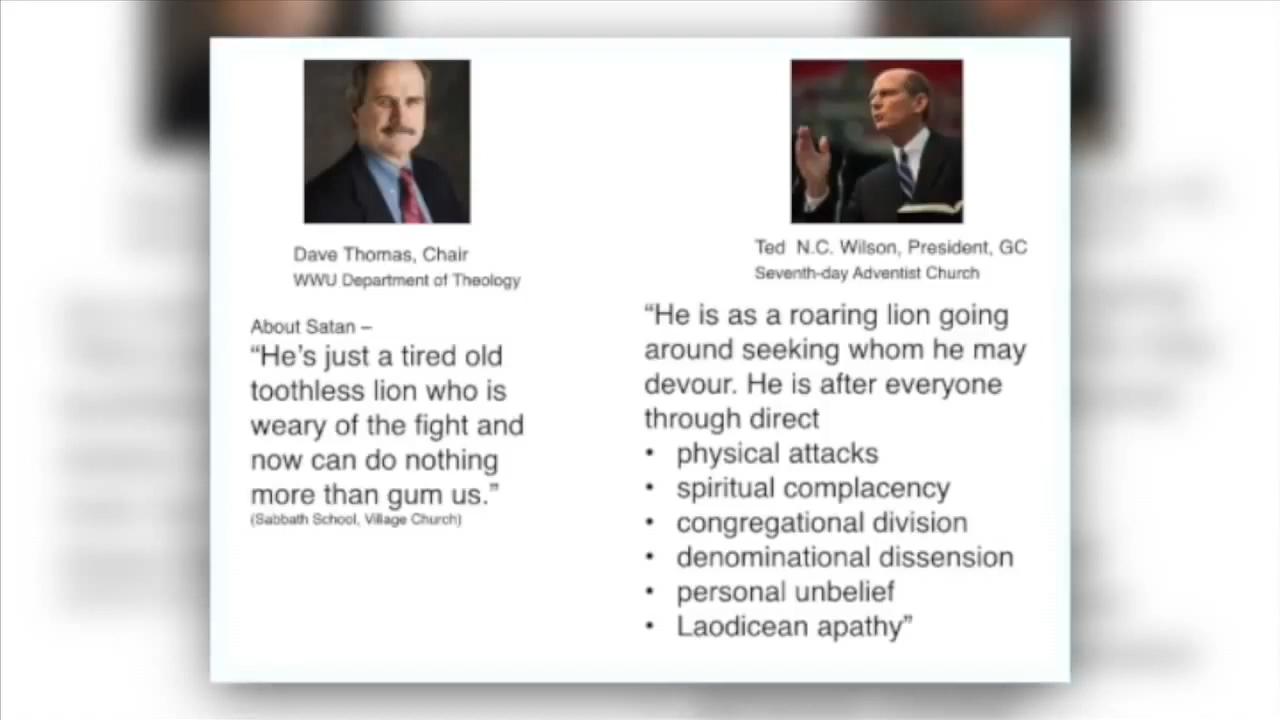 Dave Thomas, Chair
WWU Department of Theology
About Satan –
“He’s just a tired old
toothless lion who is
weary of the fight and
now can do nothing
more than gum us.”
(Sabbath School, Village Church)
Ted N.C. Wilson, President, GC
Seventh-day Adventist Church
“He is as a roaring lion going
around seeking whom he may
devour. He is after everyone
through direct
• physical attacks
• spiritual complacency
• congregational division
• denominational dissension
• personal unbelief
• Laodicean apathy”